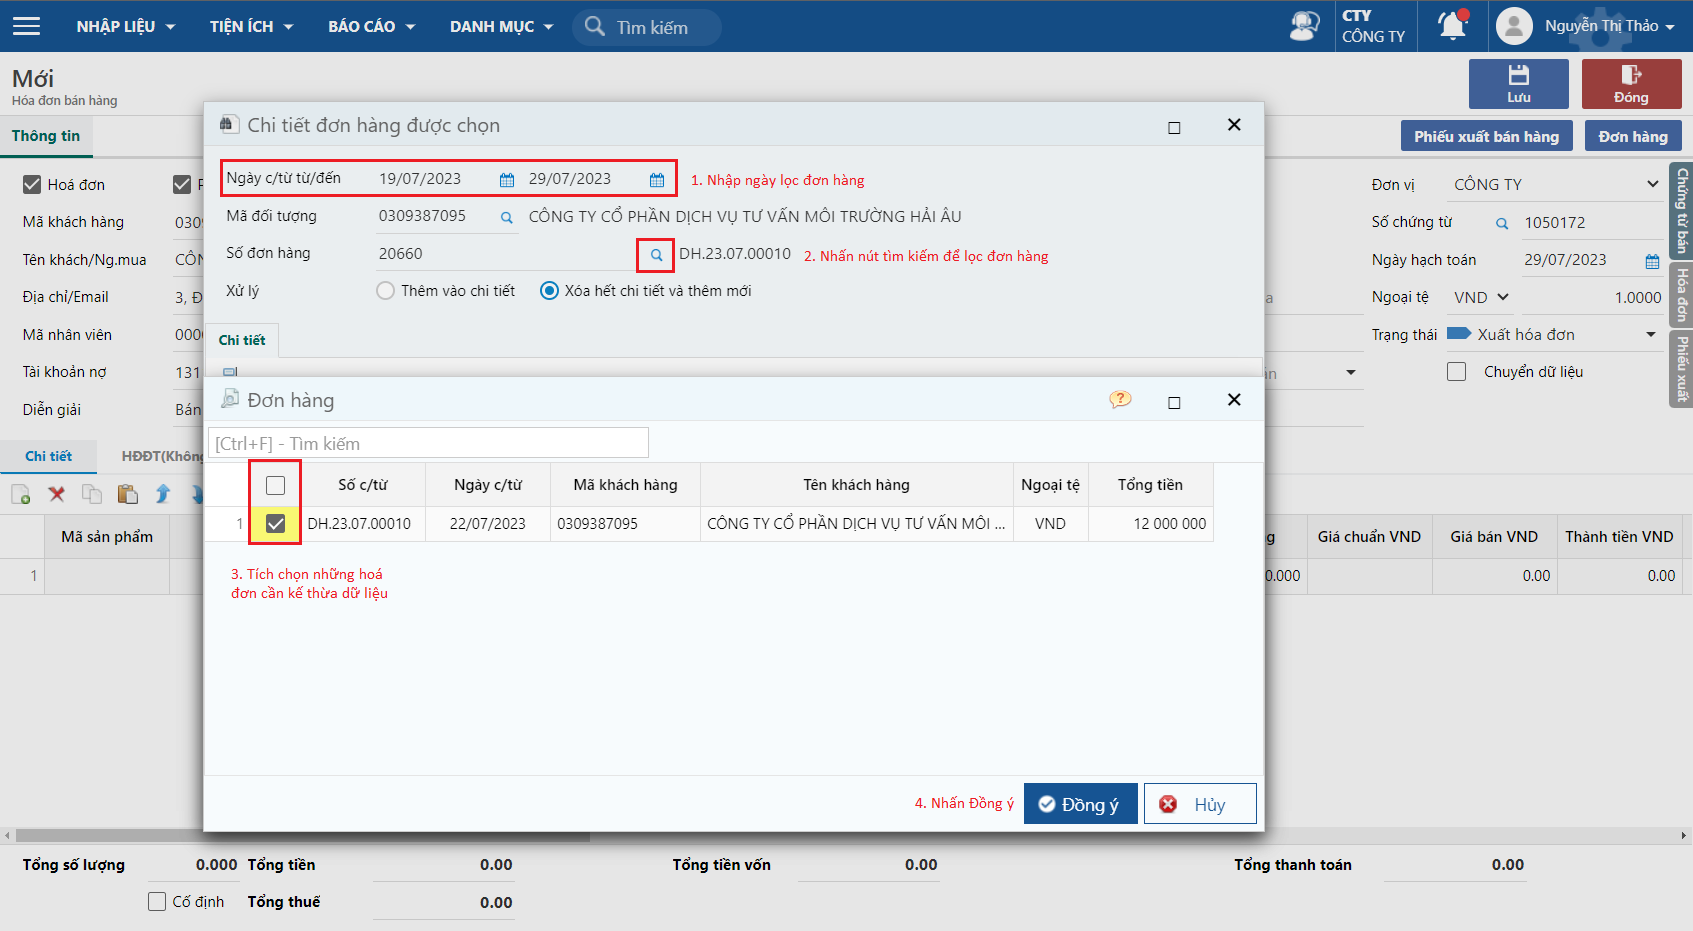 NHẬP LIỆU
TIỆN ÍCH
BÁO CÁO
DANH MỤC
Tìm kiếm
CTY
CÔNG TY
Nguyễn Thị Thảo
Mới
Hóa đơn bán hàng
Lưu
Đóng
Thông tin
Phiếu xuất bán hàng
Đơn hàng
Hoá đơn
Mã khách hàng
Tên khách/Ng.mua
Địa chỉ/Email
3, Đ
Mã nhân viên
Tài khoản nợ
131
Diễn giải
Bán
Chi tiết
HĐĐT(Không
Mã sản phẩm
1
Chi tiết đơn hàng được chọn
Ngày c/từ từ/đến 19/07/2023 29/07/2023
1. Nhập ngày lọc đơn hàng
Mã đối tượng 0309387095 CÔNG TY CỔ PHẦN DỊCH VỤ TƯ VẤN MÔI TRƯỜNG HẢI ÂU
Số đơn hàng 20660 DH.23.07.00010
2. Nhấn nút tìm kiếm để lọc đơn hàng
Xử lý Thêm vào chi tiết Xóa hết chi tiết và thêm mới
Chi tiết
Đơn hàng
[Ctrl+F] - Tìm kiếm
Số c/từ Ngày c/từ Mã khách hàng Tên khách hàng Ngoại tệ Tổng tiền
1 DH.23.07.00010 22/07/2023 0309387095 CÔNG TY CỔ PHẦN DỊCH VỤ TƯ VẤN MÔI ... VND 12 000 000
3. Tích chọn những hoá
đơn cần kế thừa dữ liệu
4. Nhấn Đồng ý
Đồng ý
Hủy
Đơn vị CÔNG TY
Số chứng từ 1050172
Ngày hạch toán 29/07/2023
Ngoại tệ VND 1.0000
Trạng thái Xuất hóa đơn
Chuyển dữ liệu
Chứng từ bán
Hóa đơn
Phiếu xuất
Giá chuẩn VND Giá bán VND Thành tiền VND
0.000 0.00 0.00
Tổng số lượng 0.000 Tổng tiền 0.00 Tổng tiền vốn 0.00 Tổng thanh toán 0.00
Cố định Tổng thuế 0.00